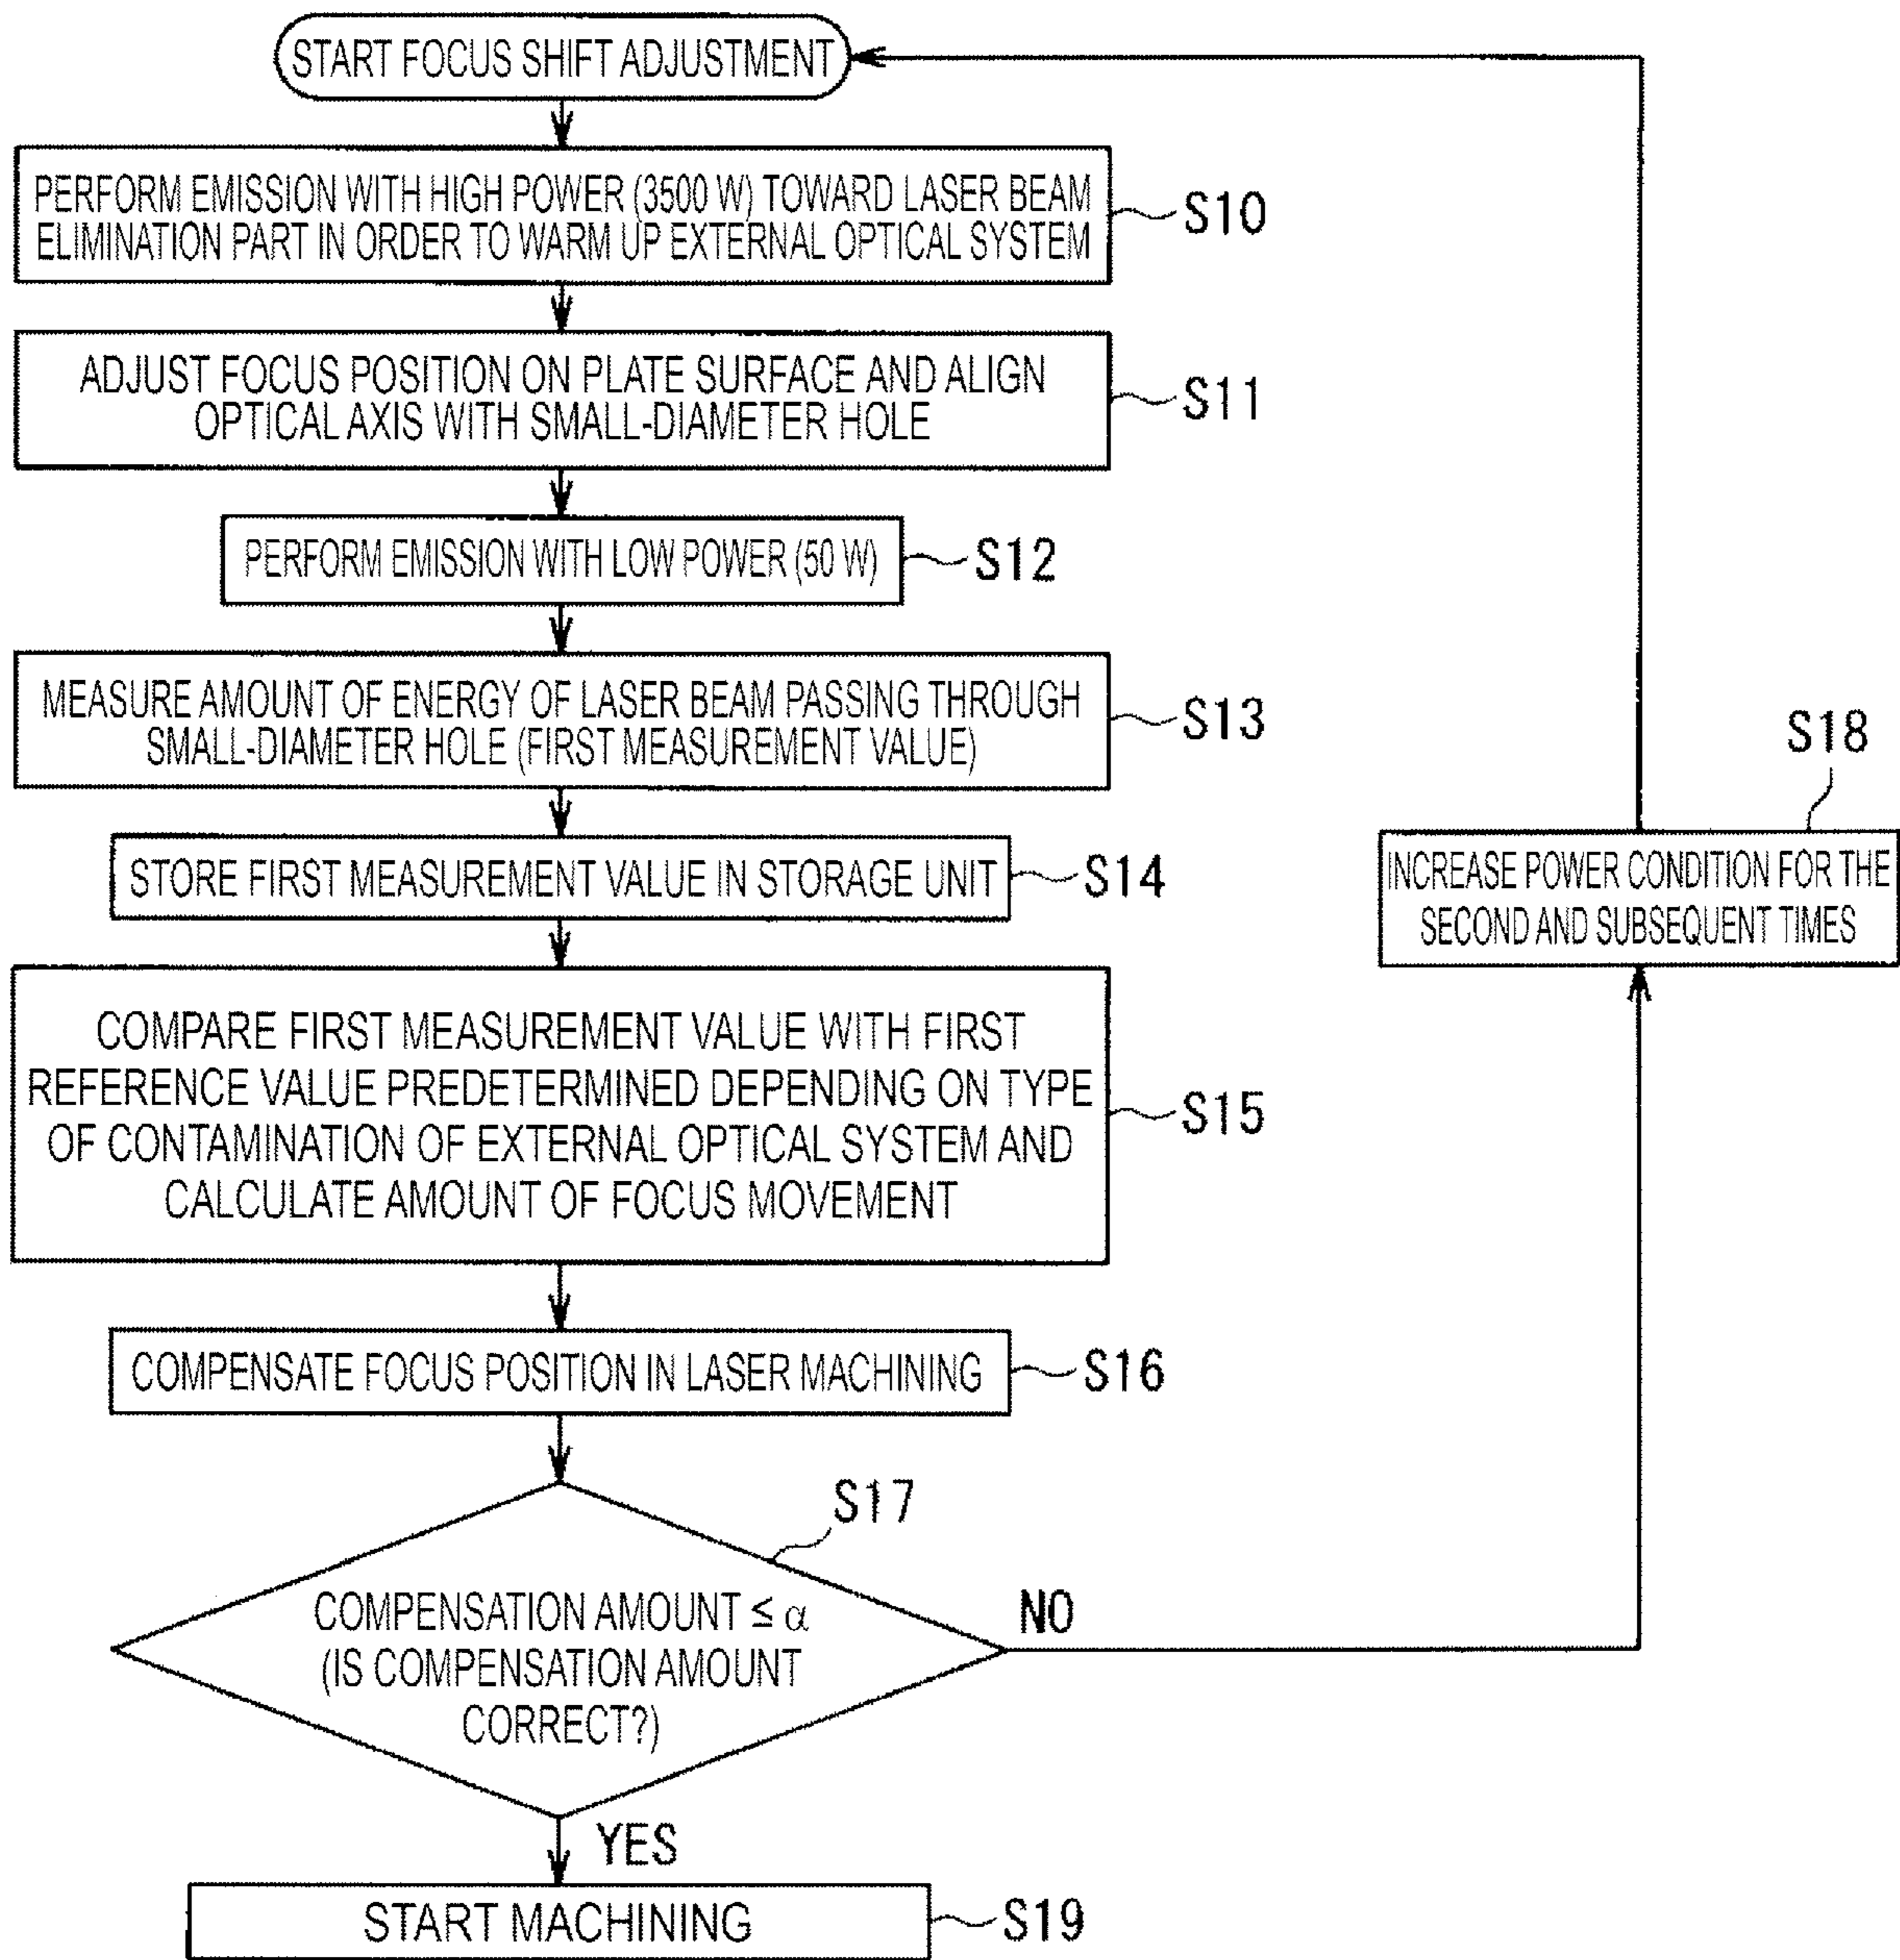 START FOCUS SHIFT ADJUSTMENT
PERFORM EMISSION WITH HIGH POWER (3500 W) TOWARD LASER BEAM
ELIMINATION PART IN ORDER TO WARM UP EXTERNAL OPTICAL SYSTEM
S10
ADJUST FOCUS POSITION ON PLATE SURFACE AND ALIGN
OPTICAL AXIS WITH SMALL-DIAMETER HOLE
S11
PERFORM EMISSION WITH LOW POWER (50 W)
S12
MEASURE AMOUNT OF ENERGY OF LASER BEAM PASSING THROUGH
SMALL-DIAMETER HOLE (FIRST MEASUREMENT VALUE)
S13
STORE FIRST MEASUREMENT VALUE IN STORAGE UNIT
S14
COMPARE FIRST MEASUREMENT VALUE WITH FIRST
REFERENCE VALUE PREDETERMINED DEPENDING ON TYPE
OF CONTAMINATION OF EXTERNAL OPTICAL SYSTEM AND
CALCULATE AMOUNT OF FOCUS MOVEMENT
S15
COMPENSATE FOCUS POSITION IN LASER MACHINING
S16
S17
COMPENSATION AMOUNT ≤ α
(IS COMPENSATION AMOUNT
CORRECT?)
NO
S18
INCREASE POWER CONDITION FOR THE
SECOND AND SUBSEQUENT TIMES
YES
START MACHINING
S19